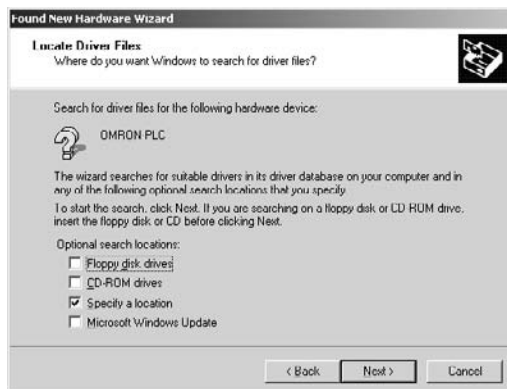 Found New Hardware Wizard
Locate Driver Files
Where do you want Windows to search for driver files?
Search for driver files for the following hardware device:
OMRON PLC
The wizard searches for suitable drivers in its driver database on your computer and in
any of the following optional search locations that you specify.
To start the search, click Next. If you are searching on a floppy disk or CD-ROM drive,
insert the floppy disk or CD before clicking Next.
Optional search locations:
Floppy disk drives
CD-ROM drives
Specify a location
Microsoft Windows Update
< Back Next > Cancel